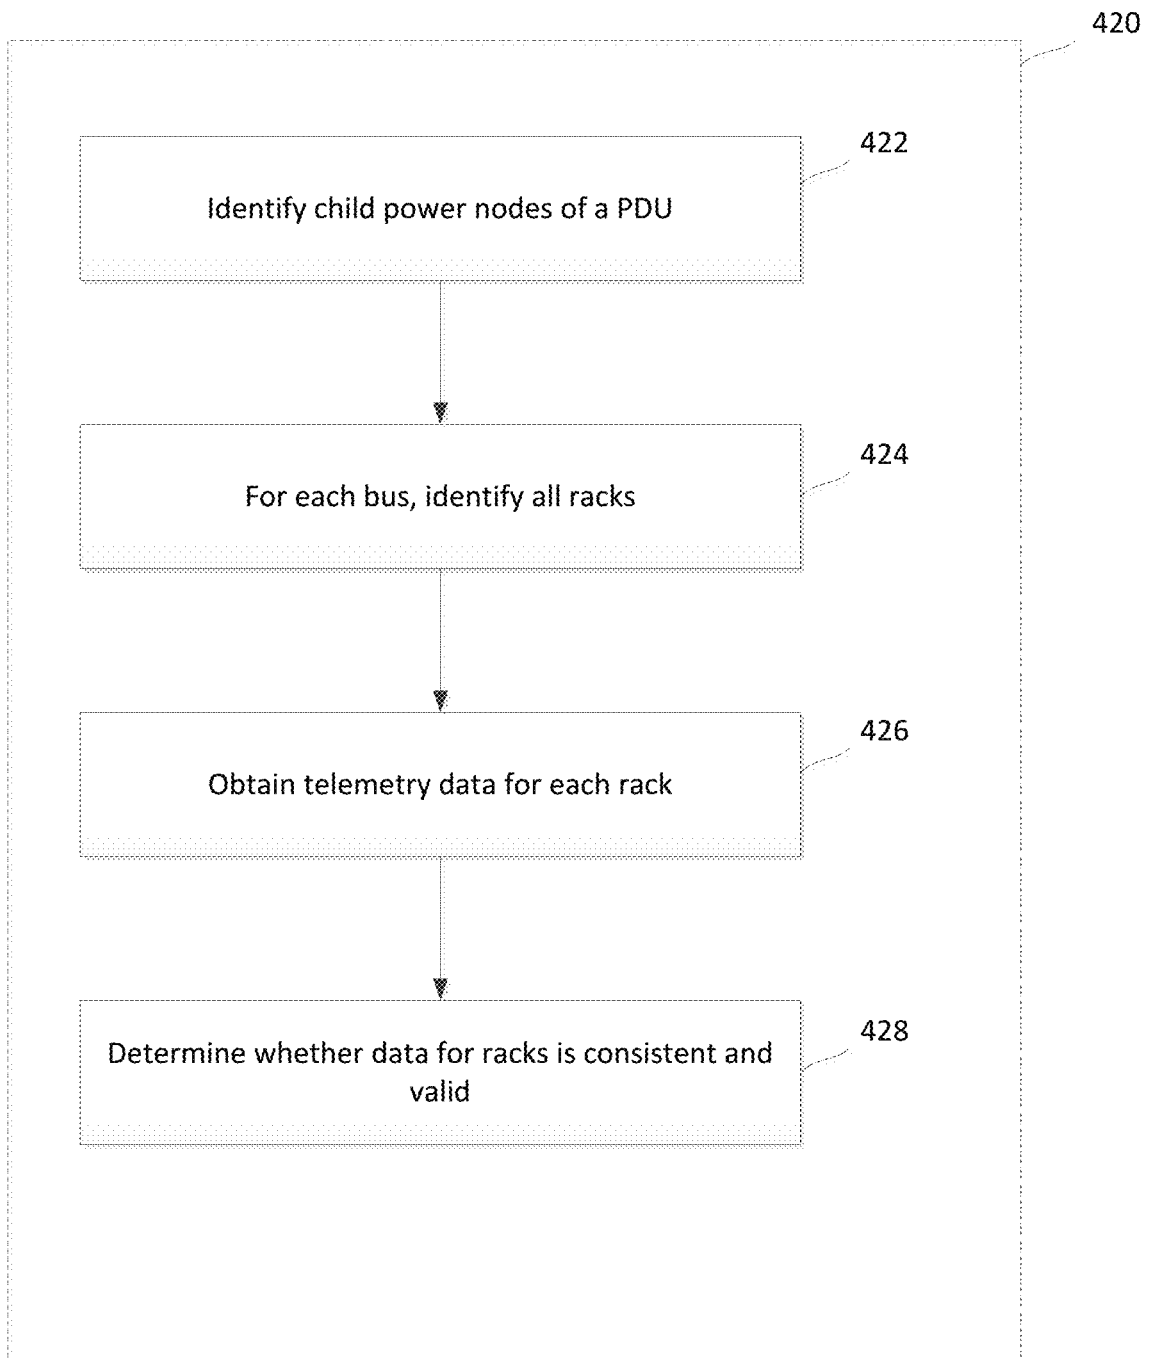 420
422
Identify child power nodes of a PDU
424
For each bus, identify all racks
426
Obtain telemetry data for each rack
428
Determine whether data for racks is consistent and
valid